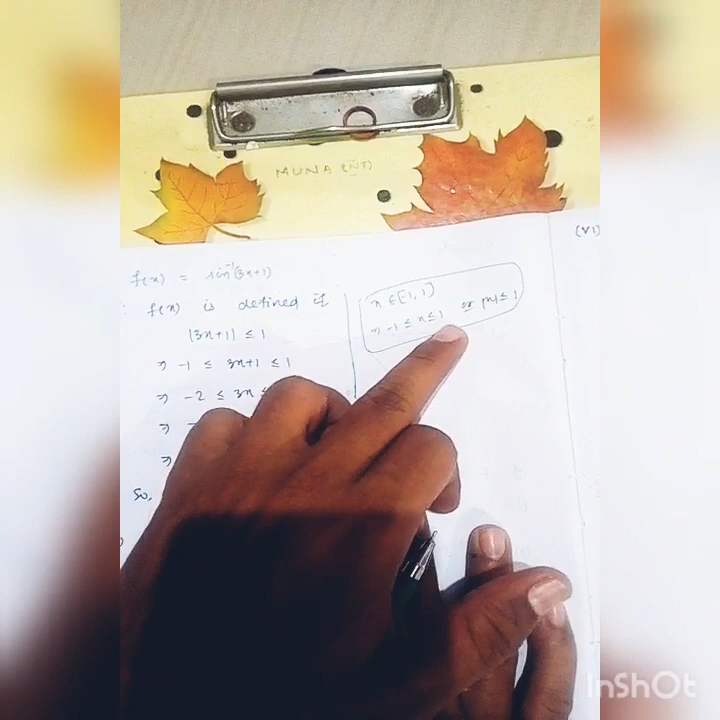 MUNA
(VI)
f(x) = sin⁻¹(3x+1)
f(x) is defined if
|3x+1| ≤ 1
⇒ -1 ≤ 3x+1 ≤ 1
⇒ -2 ≤ 3x ≤
⇒ -
⇒
So,
x ∈ [-1, 1]
⇒ -1 ≤ x ≤ 1 or |x| ≤ 1
InShOt